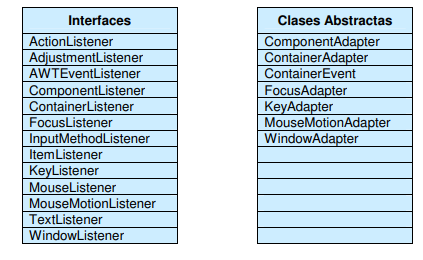 Interfaces
ActionListener
AdjustmentListener
AWTEventListener
ComponentListener
ContainerListener
FocusListener
InputMethodListener
ItemListener
KeyListener
MouseListener
MouseMotionListener
TextListener
WindowListener
Clases Abstractas
ComponentAdapter
ContainerAdapter
ContainerEvent
FocusAdapter
KeyAdapter
MouseMotionAdapter
WindowAdapter